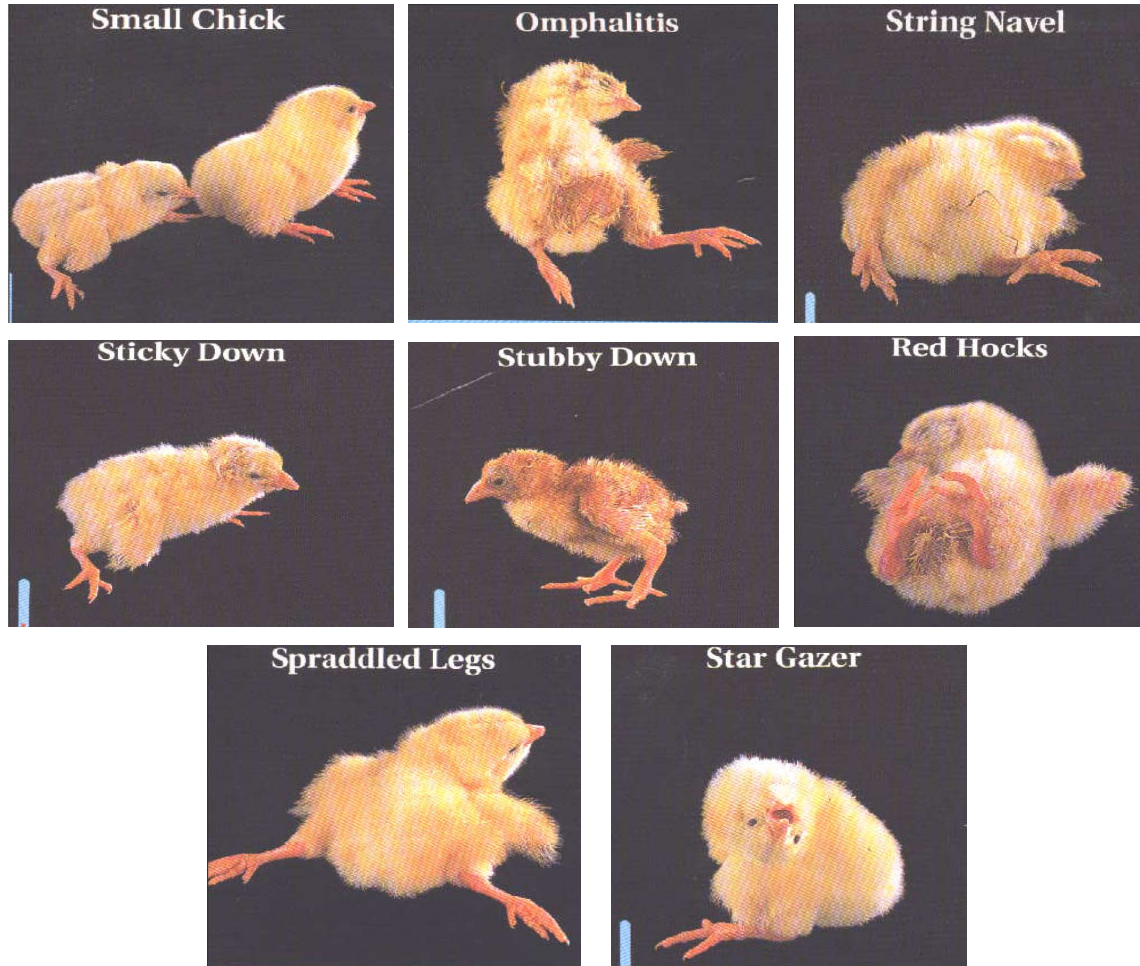 Small Chick
Omphalitis
String Navel
Sticky Down
Stubby Down
Red Hocks
Spraddled Legs
Star Gazer